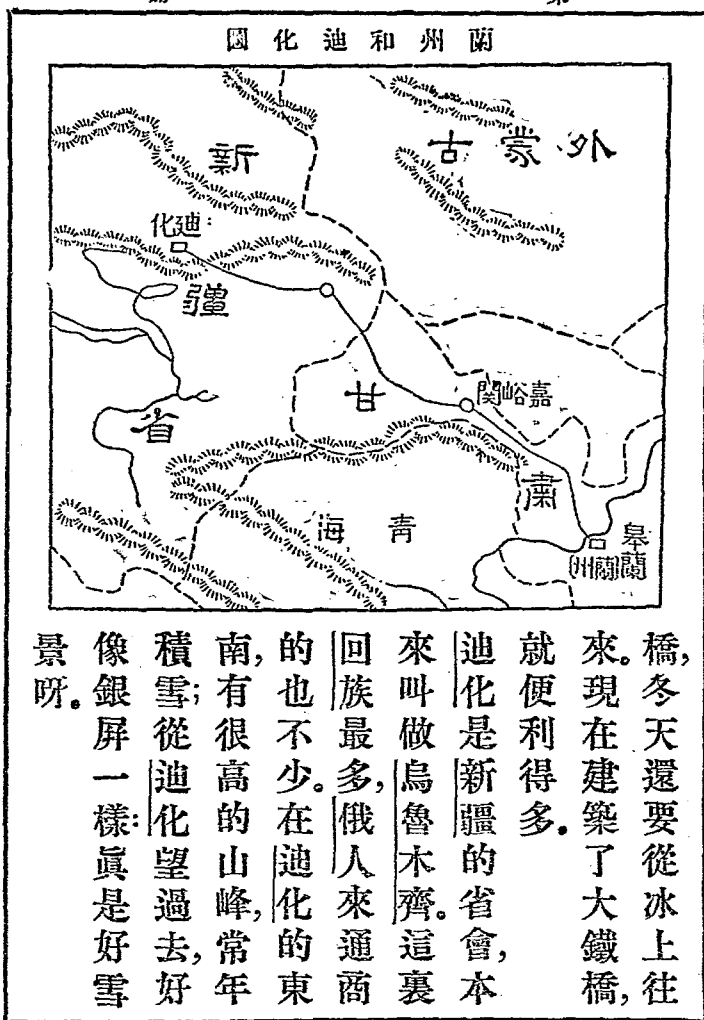 蘭州和迪化圖
外蒙古
新
疆
省
迪化
甘
肅
嘉峪関
青海
皋蘭
(蘭州)
橋,冬天還要從冰上往
來。現在建築了大鐵橋,
就便利得多。
迪化是新疆的省會,本
來叫做烏魯木齊。這裏
回族最多,俄人來通商
的也不少。在迪化的東
南,有很高的山峰,常年
積雪;從迪化望過去,好
像銀屏一樣:眞是好雪
景呀。